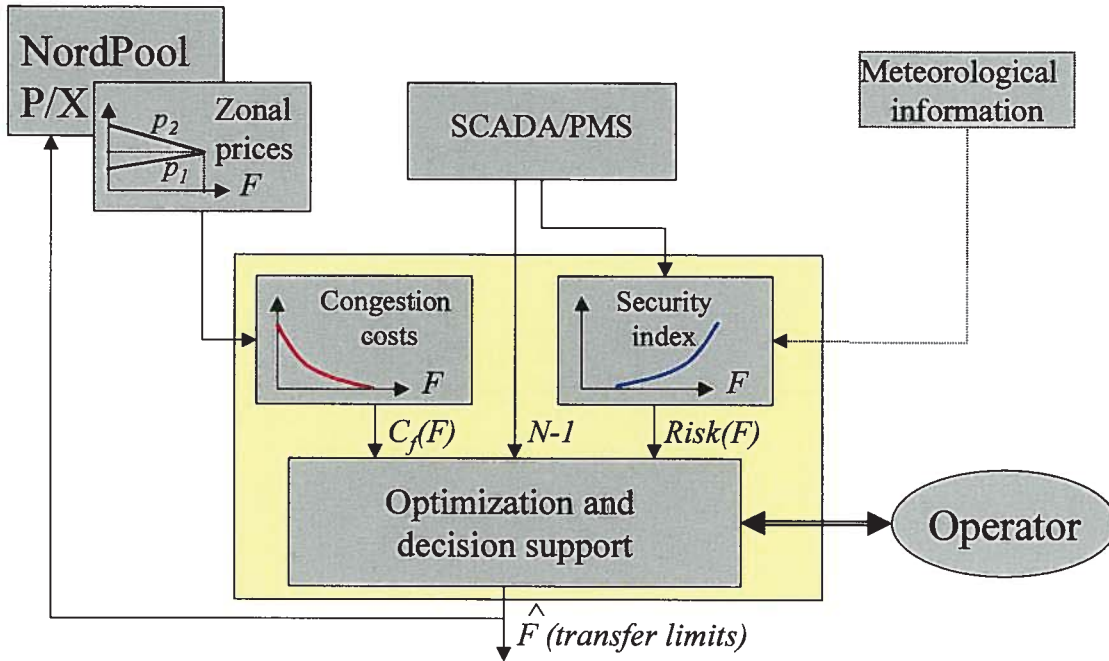 NordPool
P/X
Zonal
prices
p2
p1
F
SCADA/PMS
Meteorological
information
Congestion
costs
F
Security
index
F
Cf(F)
N-1
Risk(F)
Optimization and
decision support
Operator
F̂ (transfer limits)